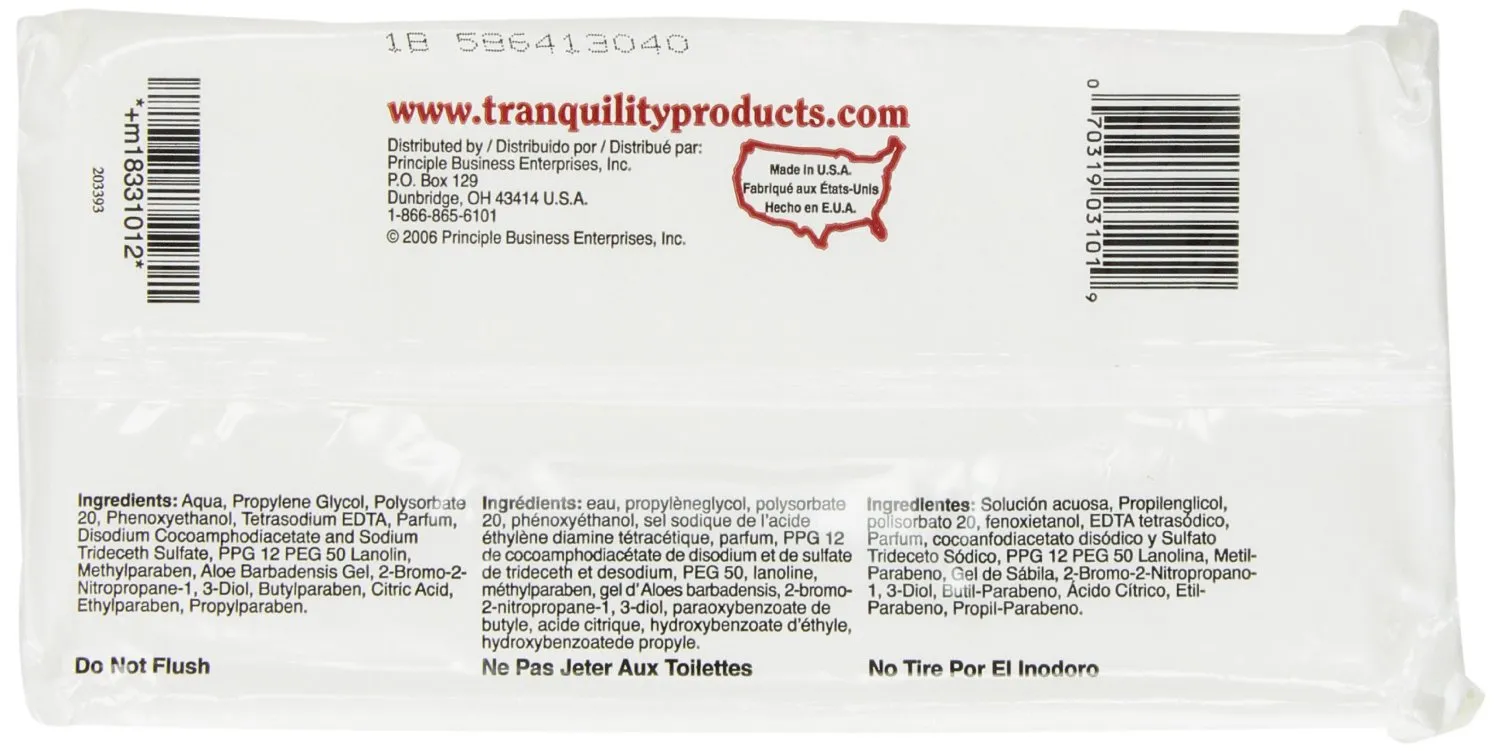 1B 586413040
www.tranquilityproducts.com
Distributed by / Distribuido por / Distribué par:
Principle Business Enterprises, Inc.
P.O. Box 129
Dunbridge, OH 43414 U.S.A.
1-866-865-6101
© 2006 Principle Business Enterprises, Inc.
Made In U.S.A.
Fabriqué aux États-Unis
Hecho en E.U.A.
*+m18331012*
203393
0 70319 03101 9
Ingredients: Aqua, Propylene Glycol, Polysorbate
20, Phenoxyethanol, Tetrasodium EDTA, Parfum,
Disodium Cocoamphodiacetate and Sodium
Trideceth Sulfate, PPG 12 PEG 50 Lanolin,
Methylparaben, Aloe Barbadensis Gel, 2-Bromo-2-
Nitropropane-1, 3-Diol, Butylparaben, Citric Acid,
Ethylparaben, Propylparaben.
Do Not Flush
Ingrédients: eau, propylèneglycol, polysorbate
20, phénoxyéthanol, sel sodique de l'acide
éthylène diamine tétracétique, parfum, PPG 12
de cocoamphodiacétate de disodium et de sulfate
de trideceth et desodium, PEG 50, lanoline,
méthylparaben, gel d'Aloes barbadensis, 2-bromo-
2-nitropropane-1, 3-diol, paraoxybenzoate de
butyle, acide citrique, hydroxybenzoate d'éthyle,
hydroxybenzoatede propyle.
Ne Pas Jeter Aux Toilettes
Ingredientes: Solución acuosa, Propilenglicol,
polisorbato 20, fenoxietanol, EDTA tetrasódico,
Parfum, cocoanfodiacetato disódico y Sulfato
Trideceto Sódico, PPG 12 PEG 50 Lanolina, Metil-
Parabeno, Gel de Sábila, 2-Bromo-2-Nitropropano-
1, 3-Diol, Butil-Parabeno, Ácido Cítrico, Etil-
Parabeno, Propil-Parabeno.
No Tire Por El Inodoro